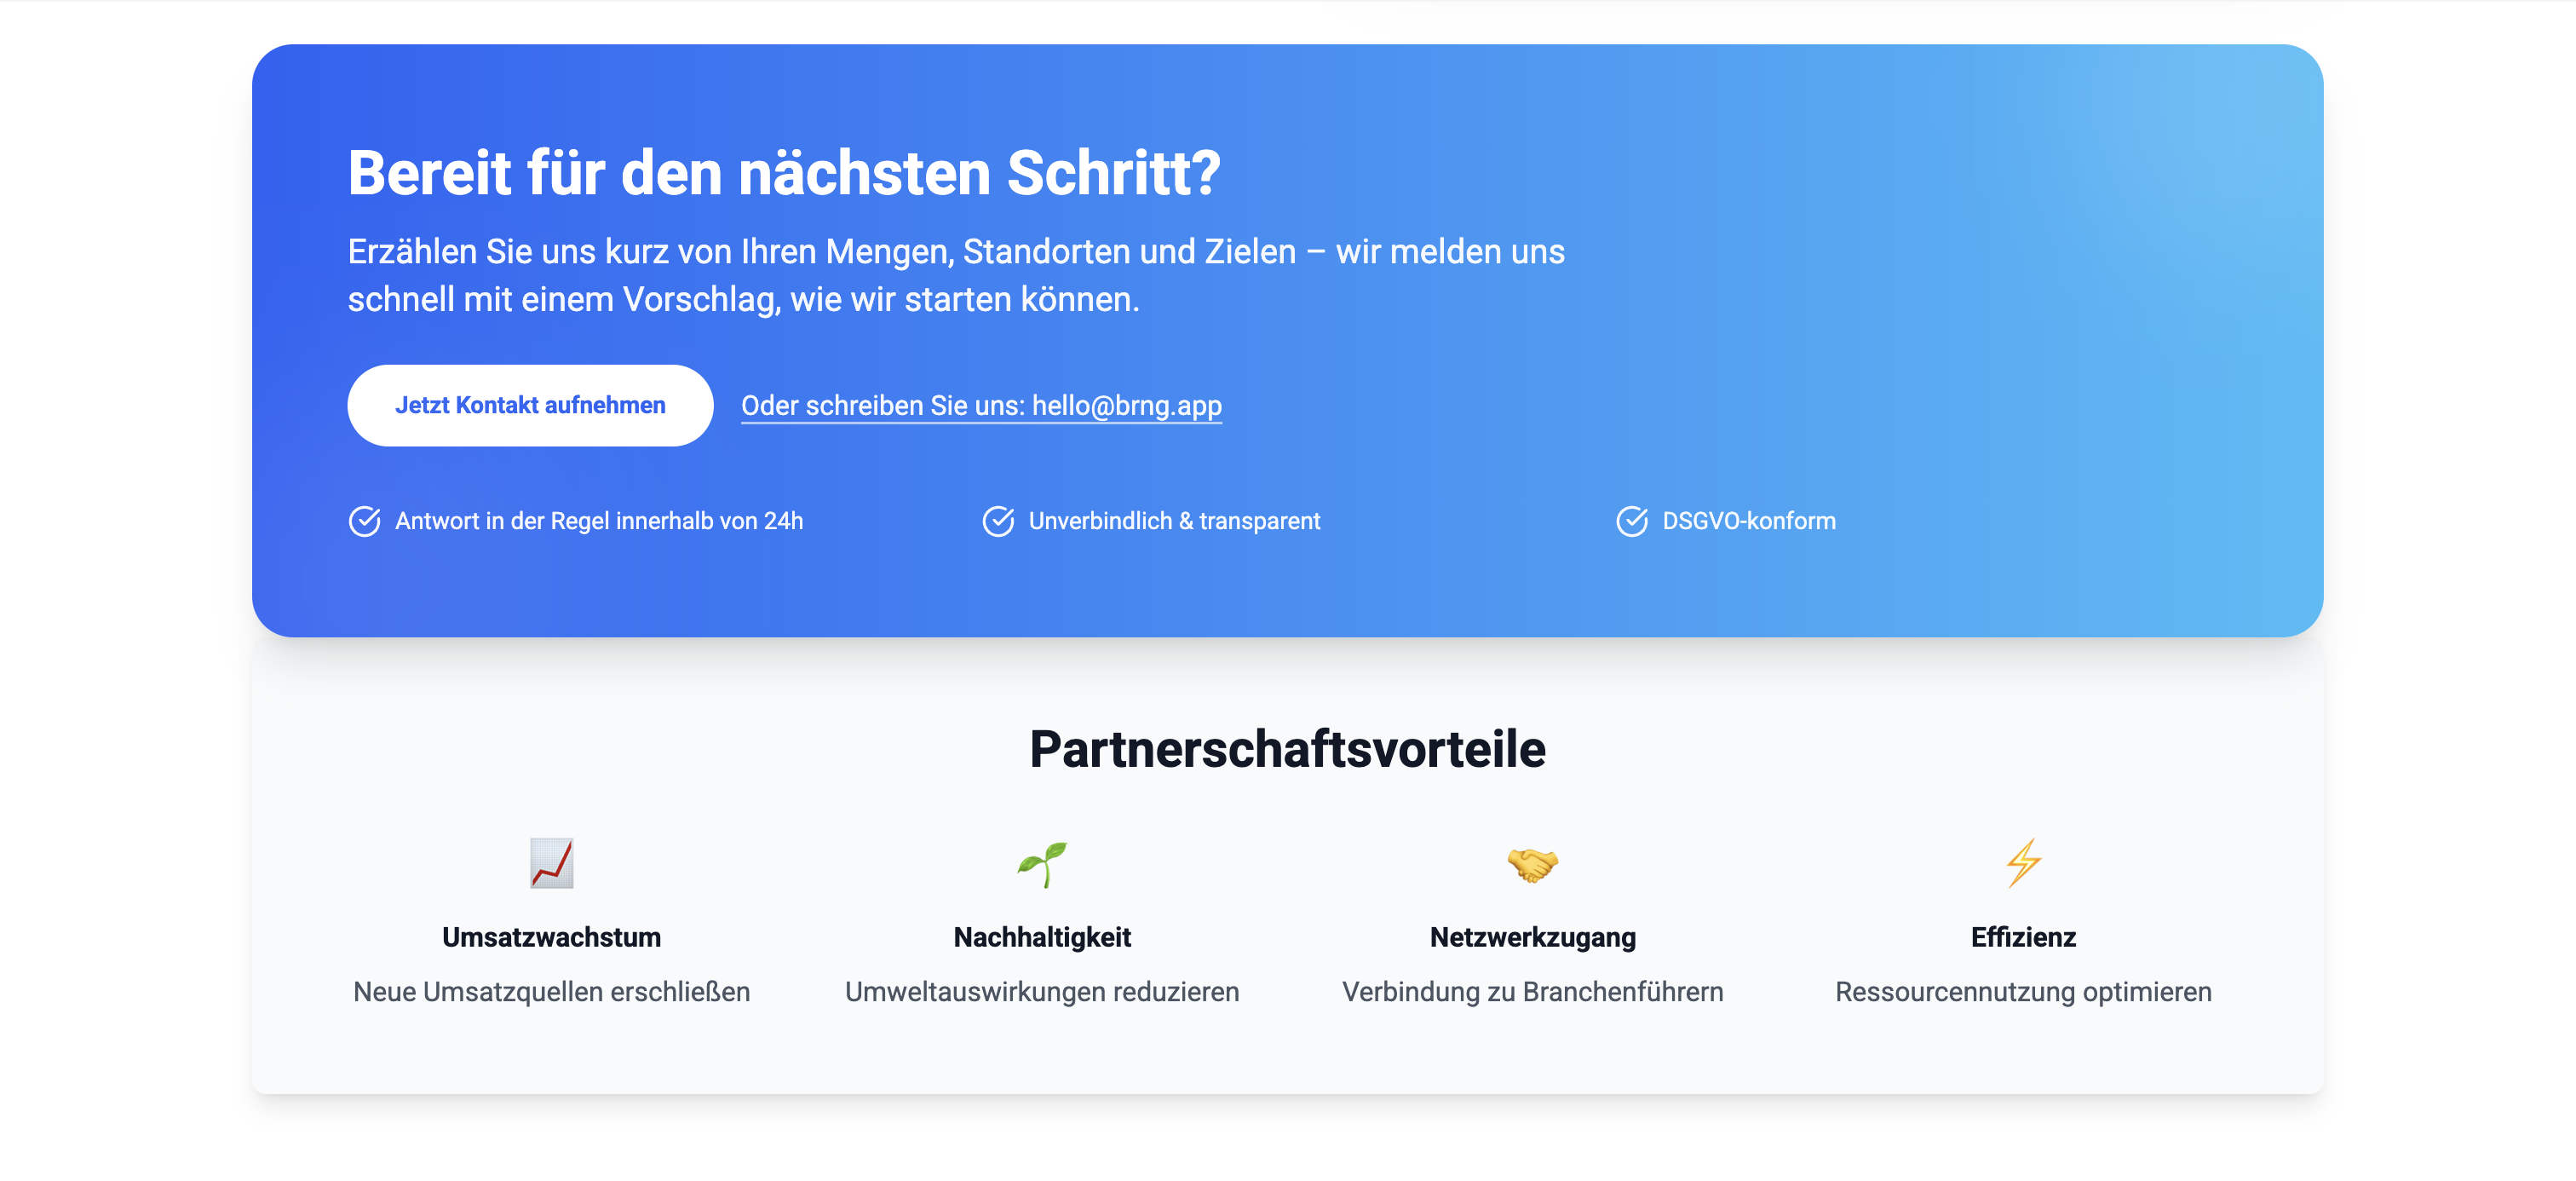 Bereit für den nächsten Schritt?
Erzählen Sie uns kurz von Ihren Mengen, Standorten und Zielen – wir melden uns
schnell mit einem Vorschlag, wie wir starten können.
Jetzt Kontakt aufnehmen
Oder schreiben Sie uns: hello@brng.app
Antwort in der Regel innerhalb von 24h
Unverbindlich & transparent
DSGVO-konform
Partnerschaftsvorteile
Umsatzwachstum
Neue Umsatzquellen erschließen
Nachhaltigkeit
Umweltauswirkungen reduzieren
Netzwerkzugang
Verbindung zu Branchenführern
Effizienz
Ressourcennutzung optimieren